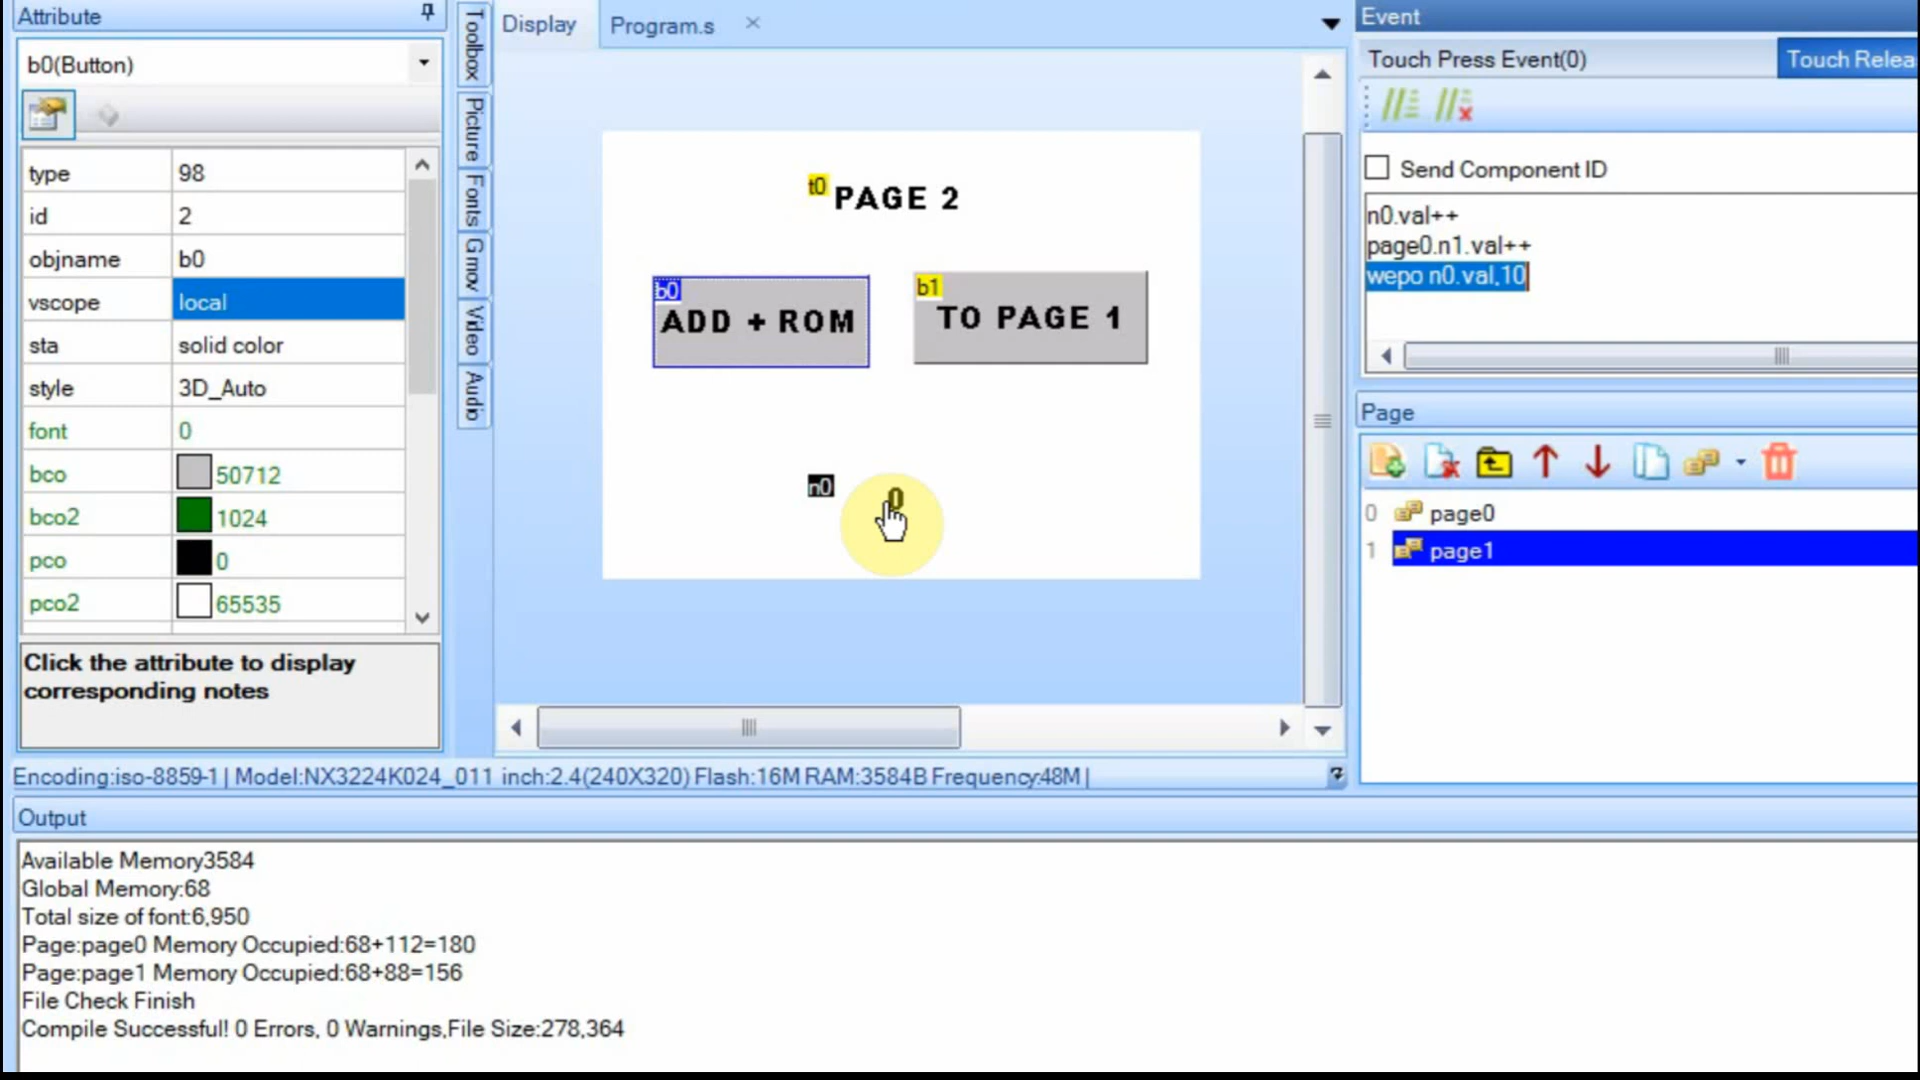 Attribute
b0(Button)
type 98
id 2
objname b0
vscope local
sta solid color
style 3D_Auto
font 0
bco 50712
bco2 1024
pco 0
pco2 65535
Click the attribute to display
corresponding notes
Toolbox
Picture
Fonts
G mov
Video
Audio
Display
Program.s
t0
PAGE 2
b0
ADD + ROM
b1
TO PAGE 1
n0
0
Event
Touch Press Event(0)
Touch Relea
Send Component ID
n0.val++
page0.n1.val++
wepo n0.val,10
Page
0 page0
1 page1
Encoding:iso-8859-1| Model:NX3224K024_011 inch:2.4(240X320) Flash:16M RAM:3584B Frequency:48M |
Output
Available Memory3584
Global Memory:68
Total size of font:6,950
Page:page0 Memory Occupied:68+112=180
Page:page1 Memory Occupied:68+88=156
File Check Finish
Compile Successful! 0 Errors, 0 Warnings,File Size:278,364